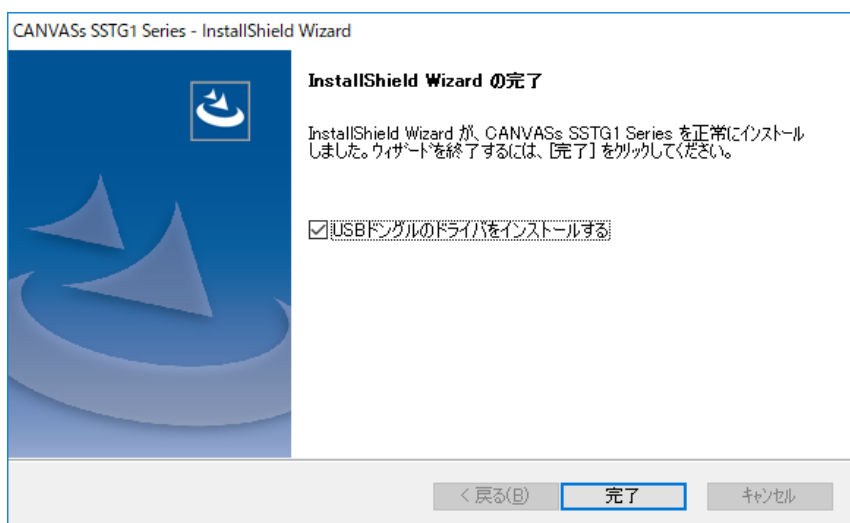 CANVASs SSTG1 Series - InstallShield Wizard
InstallShield Wizard の完了
InstallShield Wizard が、CANVASs SSTG1 Series を正常にインストール
しました。ウィザードを終了するには、[完了] をクリックしてください。
USBドングルのドライバをインストールする
< 戻る(B)
完了
キャンセル